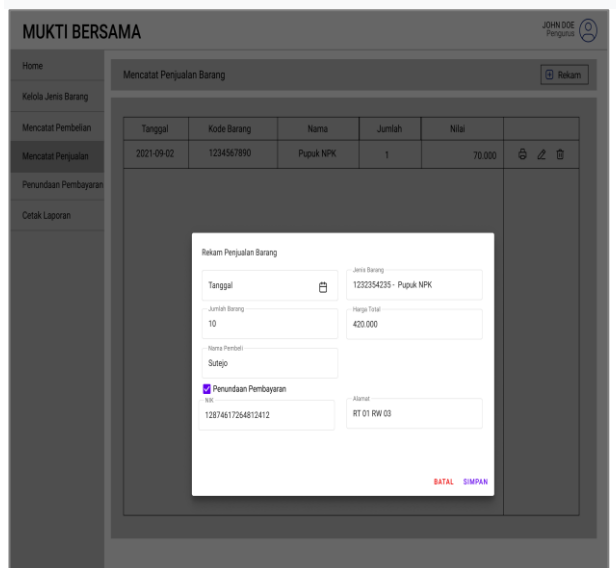 MUKTI BERSAMA
JOHN DOE
Pengurus
Home
Kelola Jenis Barang
Mencatat Pembelian
Mencatat Penjualan
Penundaan Pembayaran
Cetak Laporan
Mencatat Penjualan Barang
Rekam
Tanggal Kode Barang Nama Jumlah Nilai
2021-09-02 1234567890 Pupuk NPK 1 70.000
Rekam Penjualan Barang
Tanggal
Jenis Barang
1232354235 - Pupuk NPK
Jumlah Barang
10
Harga Total
420.000
Nama Pembeli
Sutejo
Penundaan Pembayaran
NIK
12874617264812412
Alamat
RT 01 RW 03
BATAL SIMPAN